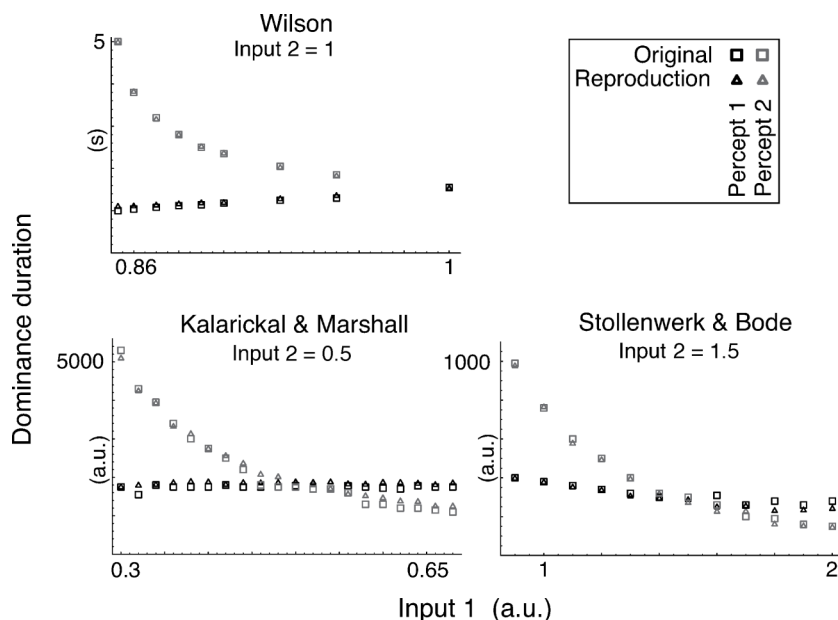 Wilson
Input 2 = 1
5
(s)
0.86
1
Original
Reproduction
Percept 1
Percept 2
Dominance duration
Kalarickal & Marshall
Input 2 = 0.5
5000
(a.u.)
0.3
0.65
Stollenwerk & Bode
Input 2 = 1.5
1000
(a.u.)
1
2
Input 1 (a.u.)